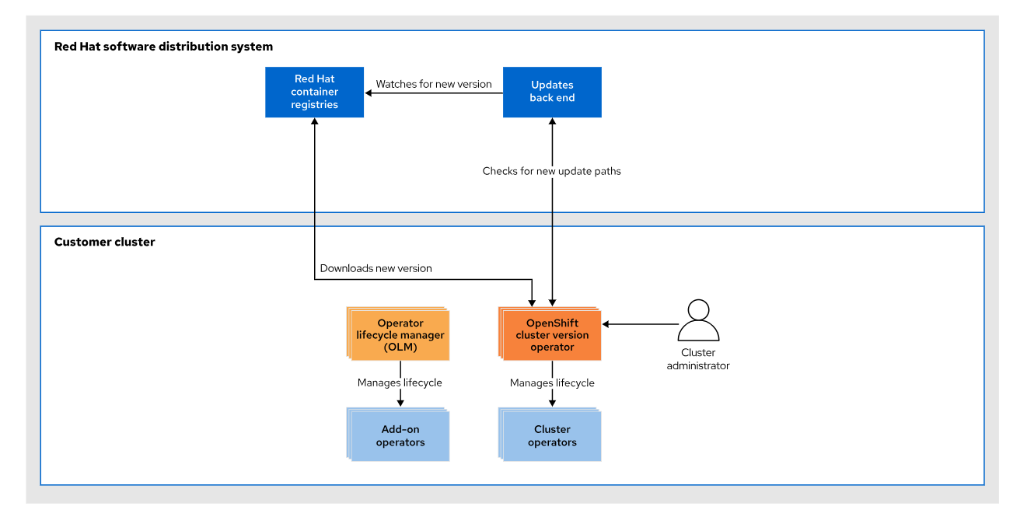 Red Hat software distribution system
Red Hat
container
registries
Watches for new version
Updates
back end
Checks for new update paths
Customer cluster
Downloads new version
Operator
lifecycle manager
(OLM)
OpenShift
cluster version
operator
Cluster
administrator
Manages lifecycle
Manages lifecycle
Add-on
operators
Cluster
operators